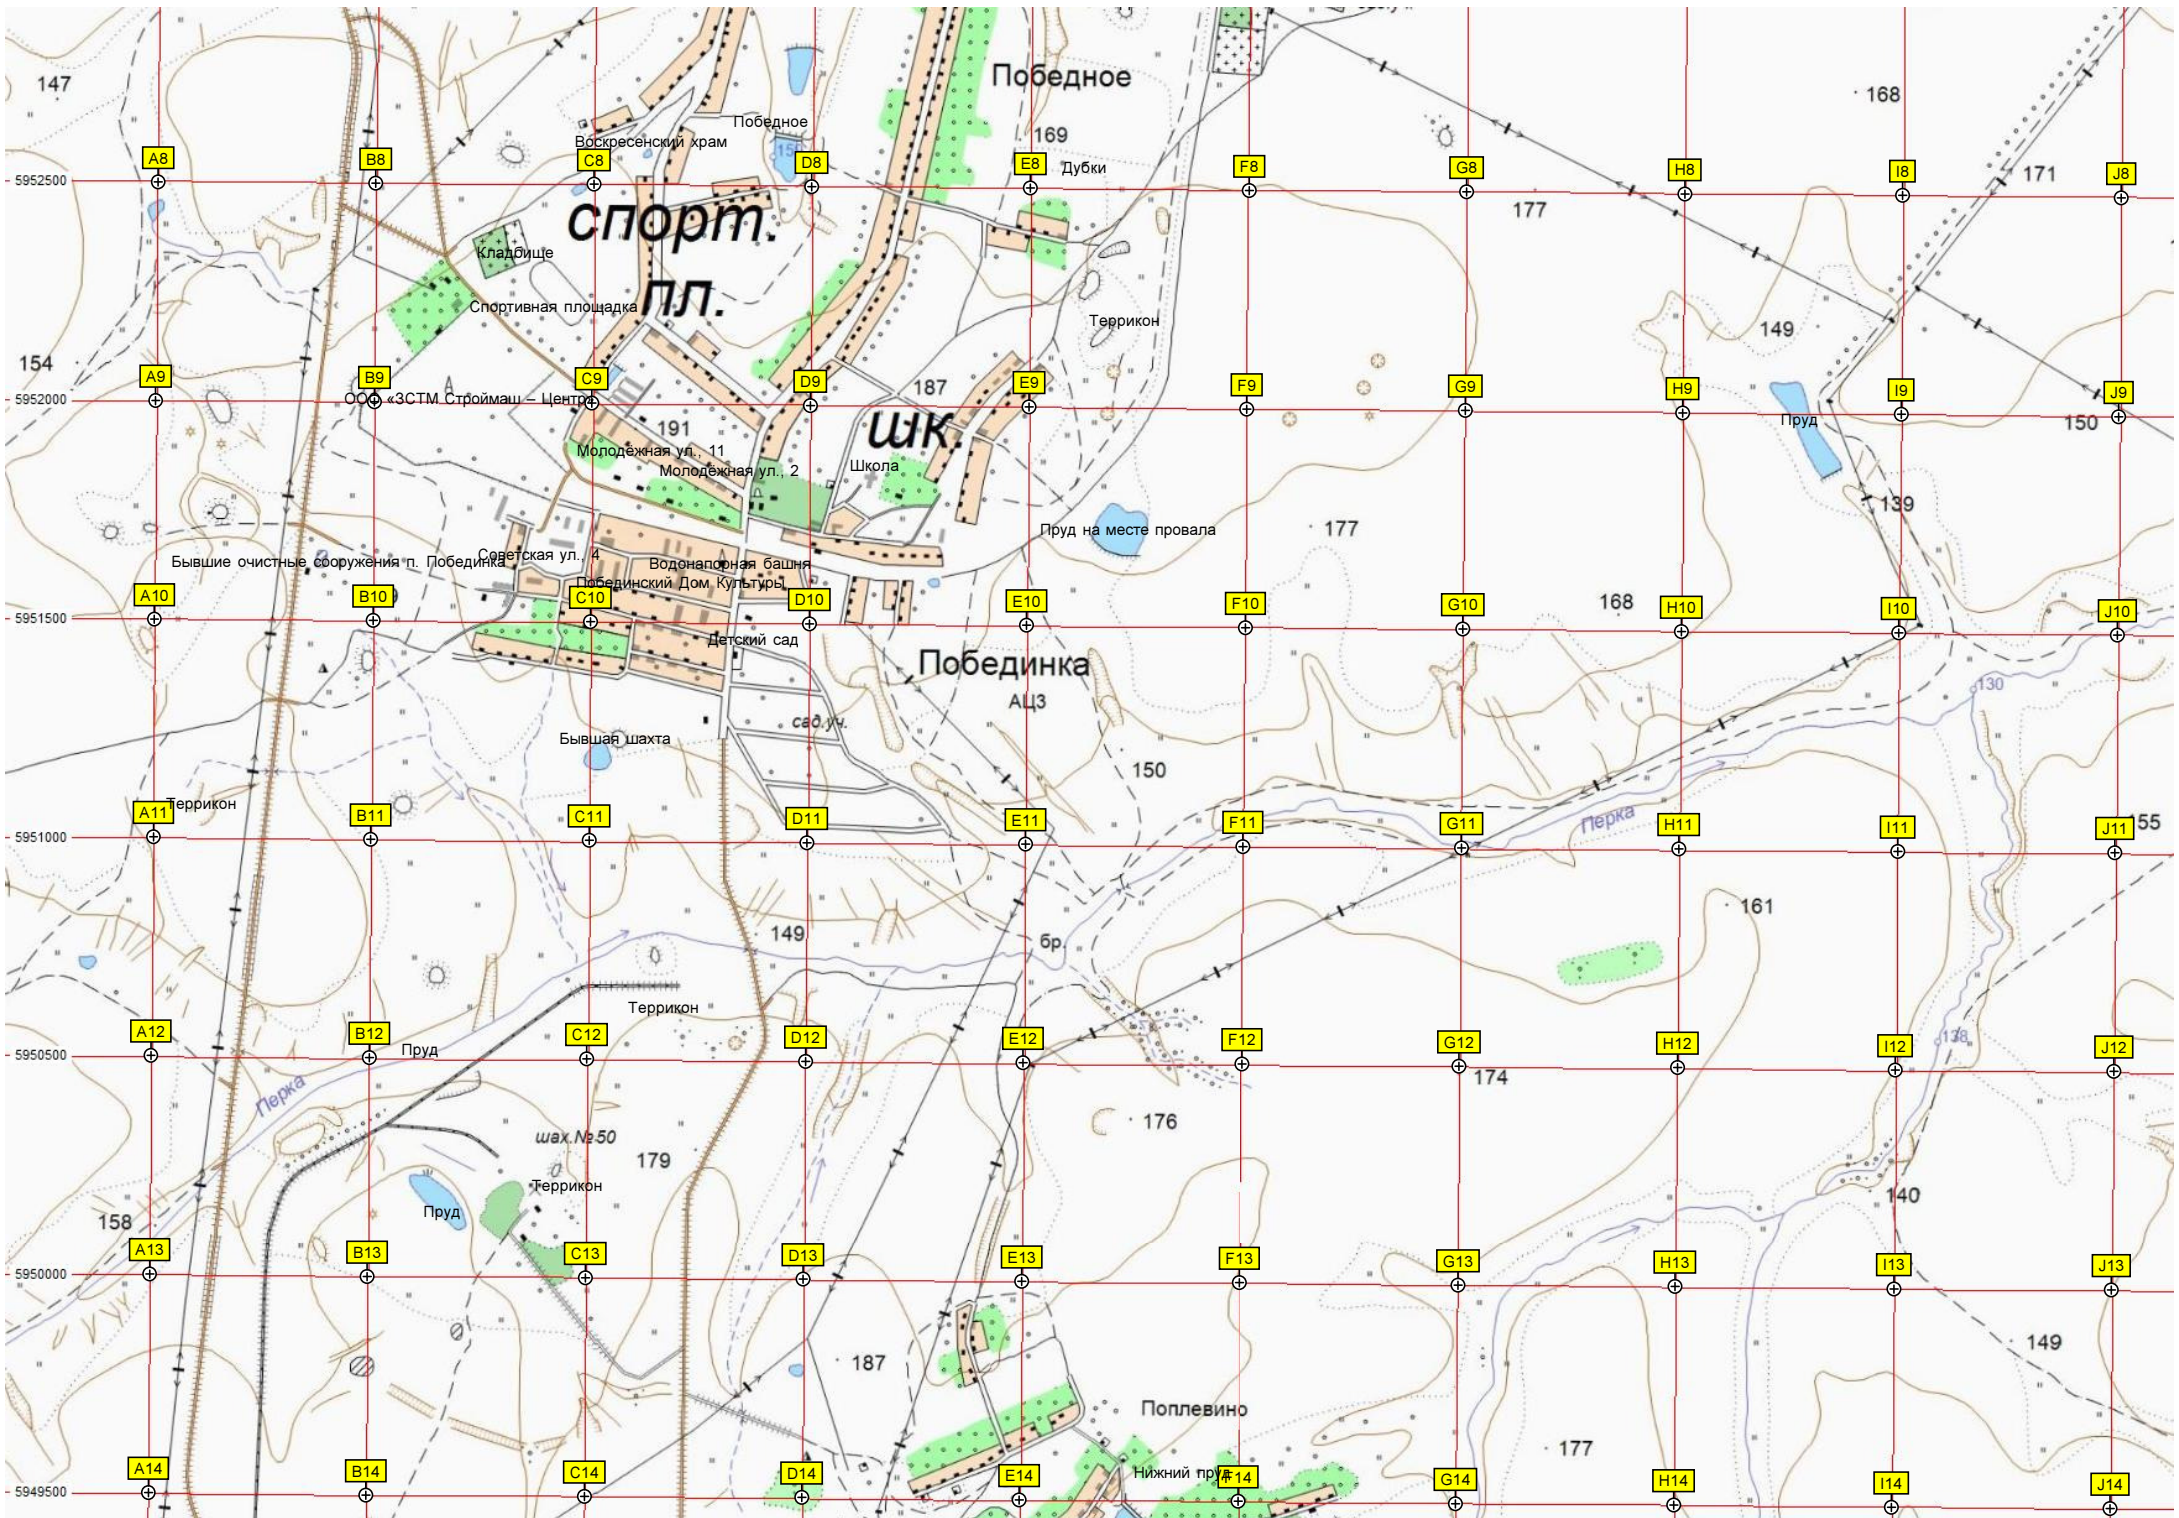 147
Победное
168
Победное
Воскресенский храм
169
15
A8
B8
C8
D8
E8
Дубки
F8
G8
H8
I8
171
J8
5952500
спорт.
177
Кладбище
Спортивная площадка
пл.
Террикон
149
154
A9
B9
C9
D9
187
E9
F9
G9
H9
I9
J9
5952000
ООО «ЗСТМ Строймаш – Центр»
191
шк.
Пруд
150
Молодёжная ул., 11
Молодёжная ул., 2
Школа
139
Пруд на месте провала
177
Бывшие очистные сооружения п. Побединка
Советская ул., 4
Водонапорная башня
Побединский Дом Культуры
A10
B10
C10
D10
E10
F10
G10
168
H10
I10
J10
5951500
Детский сад
Побединка
130
АЦЗ
сад.уч.
Бывшая шахта
150
Террикон
A11
B11
C11
D11
E11
F11
G11
Перка
H11
I11
J11
155
5951000
161
149
бр.
Террикон
A12
B12
C12
D12
E12
F12
G12
H12
I12
138
J12
5950500
Пруд
174
Перка
176
шах.№50
179
Террикон
140
158
Пруд
A13
B13
C13
D13
E13
F13
G13
H13
I13
J13
5950000
149
187
Поплевино
177
A14
B14
C14
D14
E14
Нижний пруд
F14
G14
H14
I14
J14
5949500